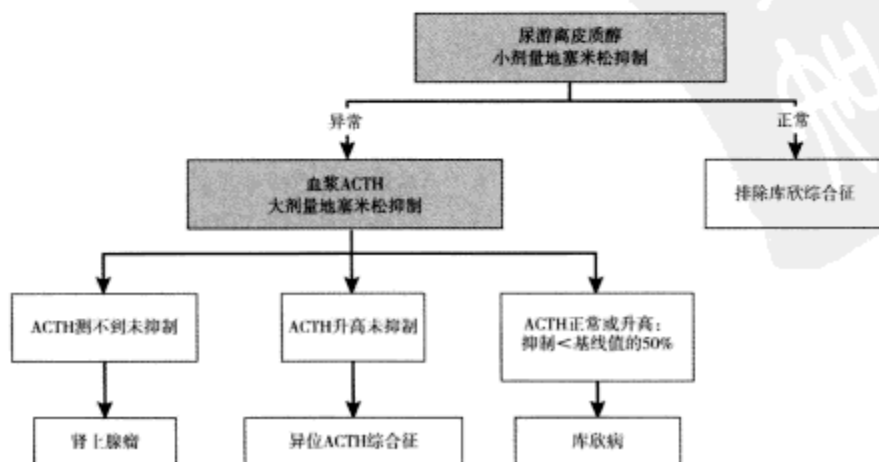 尿游离皮质醇
小剂量地塞米松抑制
异常
正常
血浆ACTH
大剂量地塞米松抑制
排除库欣综合征
ACTH测不到未抑制
ACTH升高未抑制
ACTH正常或升高：
抑制＜基线值的50%
肾上腺瘤
异位ACTH综合征
库欣病